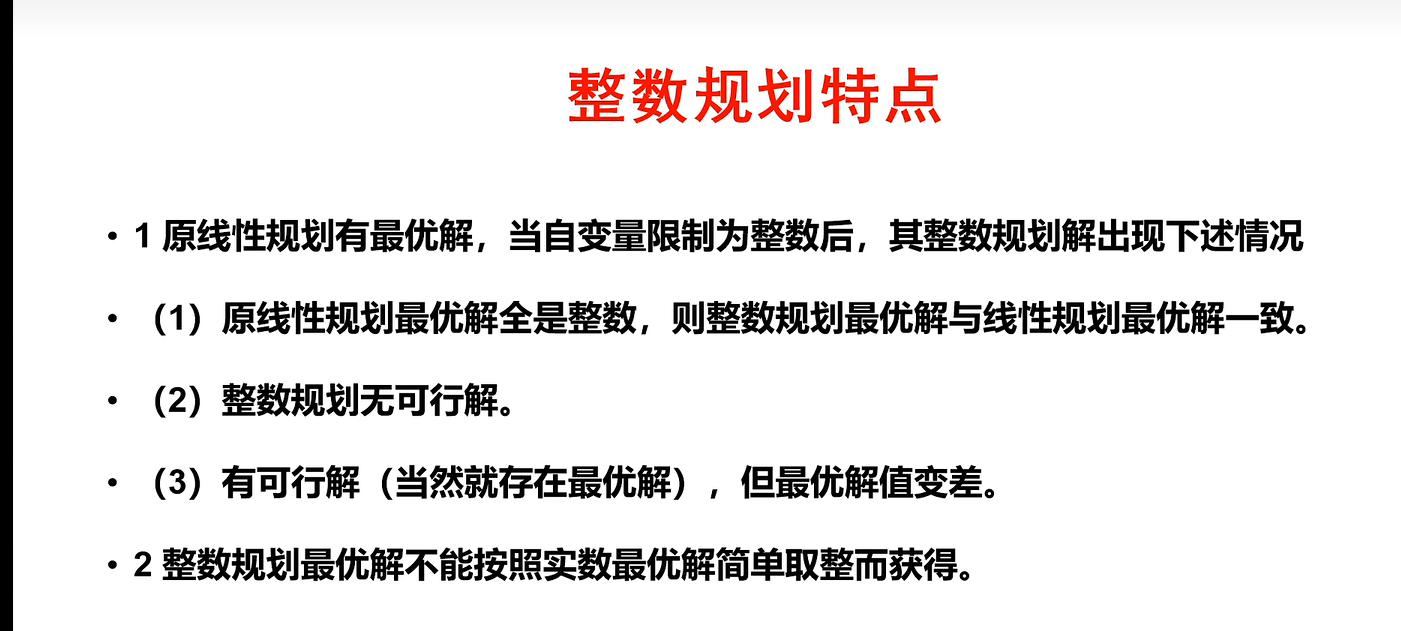 整数规划特点
• 1 原线性规划有最优解，当自变量限制为整数后，其整数规划解出现下述情况
• （1）原线性规划最优解全是整数，则整数规划最优解与线性规划最优解一致。
• （2）整数规划无可行解。
• （3）有可行解（当然就存在最优解），但最优解值变差。
• 2 整数规划最优解不能按照实数最优解简单取整而获得。